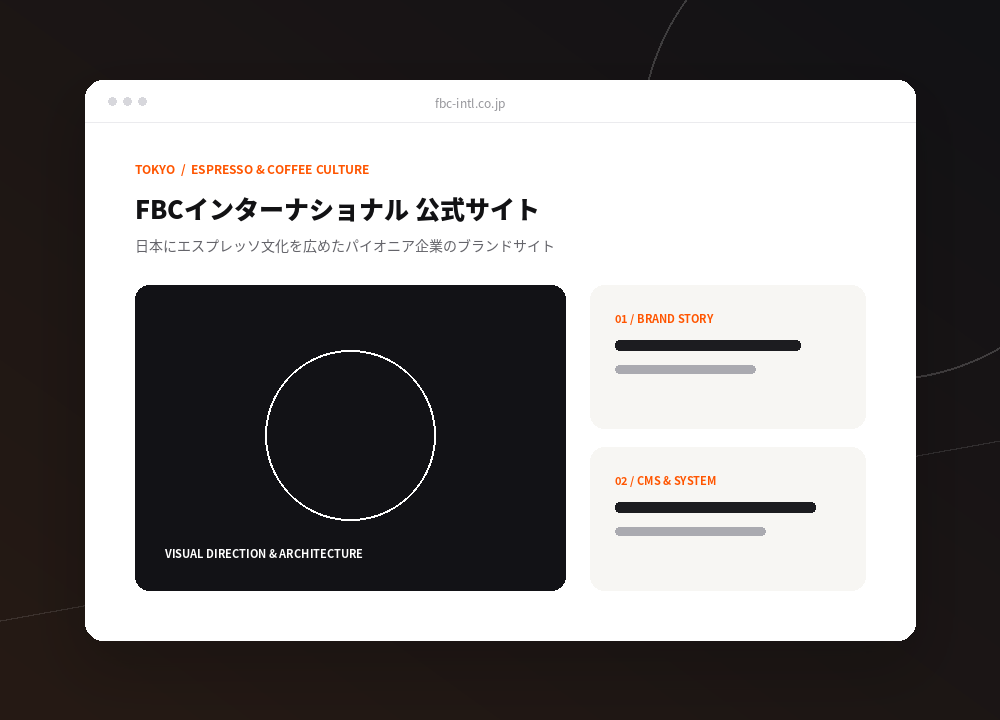 fbc-intl.co.jp
TOKYO / ESPRESSO & COFFEE CULTURE
FBCインターナショナル 公式サイト
日本にエスプレッソ文化を広めたパイオニア企業のブランドサイト
VISUAL DIRECTION & ARCHITECTURE
01 / BRAND STORY
02 / CMS & SYSTEM